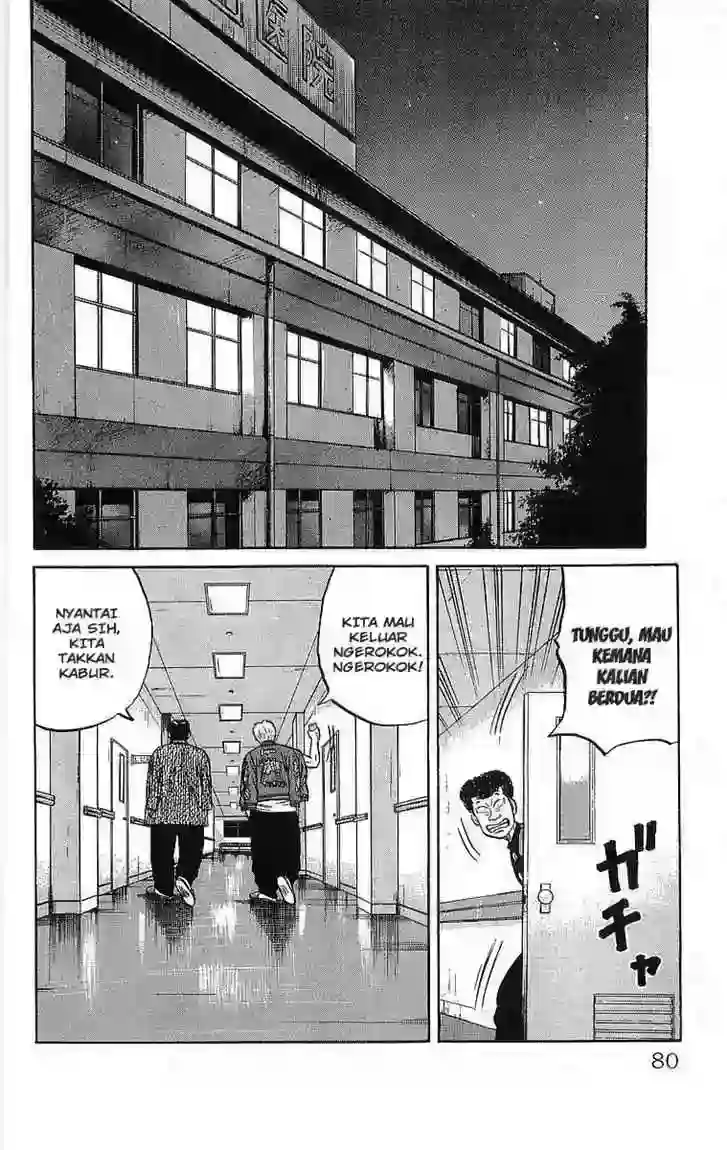 医院
TUNGGU, MAU
KEMANA
KALIAN
BERDUA?!
ガチャ
KITA MAU
KELUAR
NGEROKOK.
NGEROKOK!
NYANTAI
AJA SIH,
KITA
TAKKAN
KABUR.
80